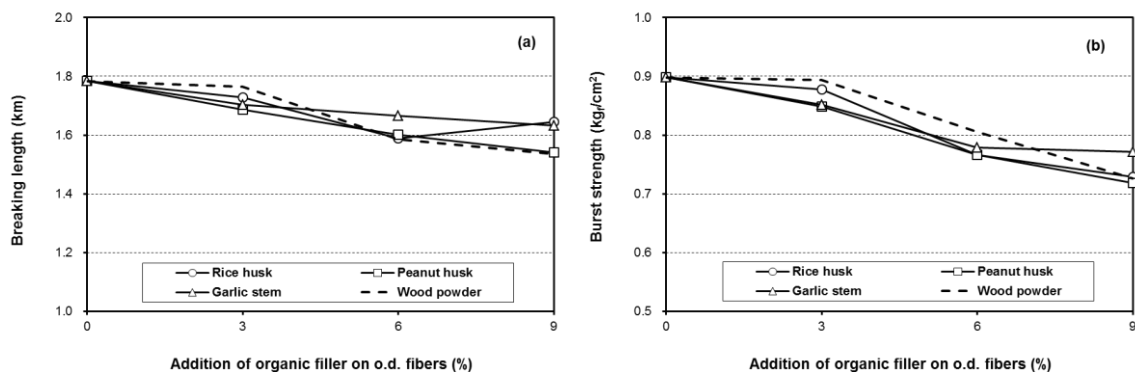 (a)
Breaking length (km)
2.0
1.8
1.6
1.4
1.2
1.0
Rice husk
Peanut husk
Garlic stem
Wood powder
0
3
6
9
Addition of organic filler on o.d. fibers (%)
(b)
Burst strength (kgf/cm²)
1.0
0.9
0.8
0.7
0.6
0.5
Rice husk
Peanut husk
Garlic stem
Wood powder
0
3
6
9
Addition of organic filler on o.d. fibers (%)